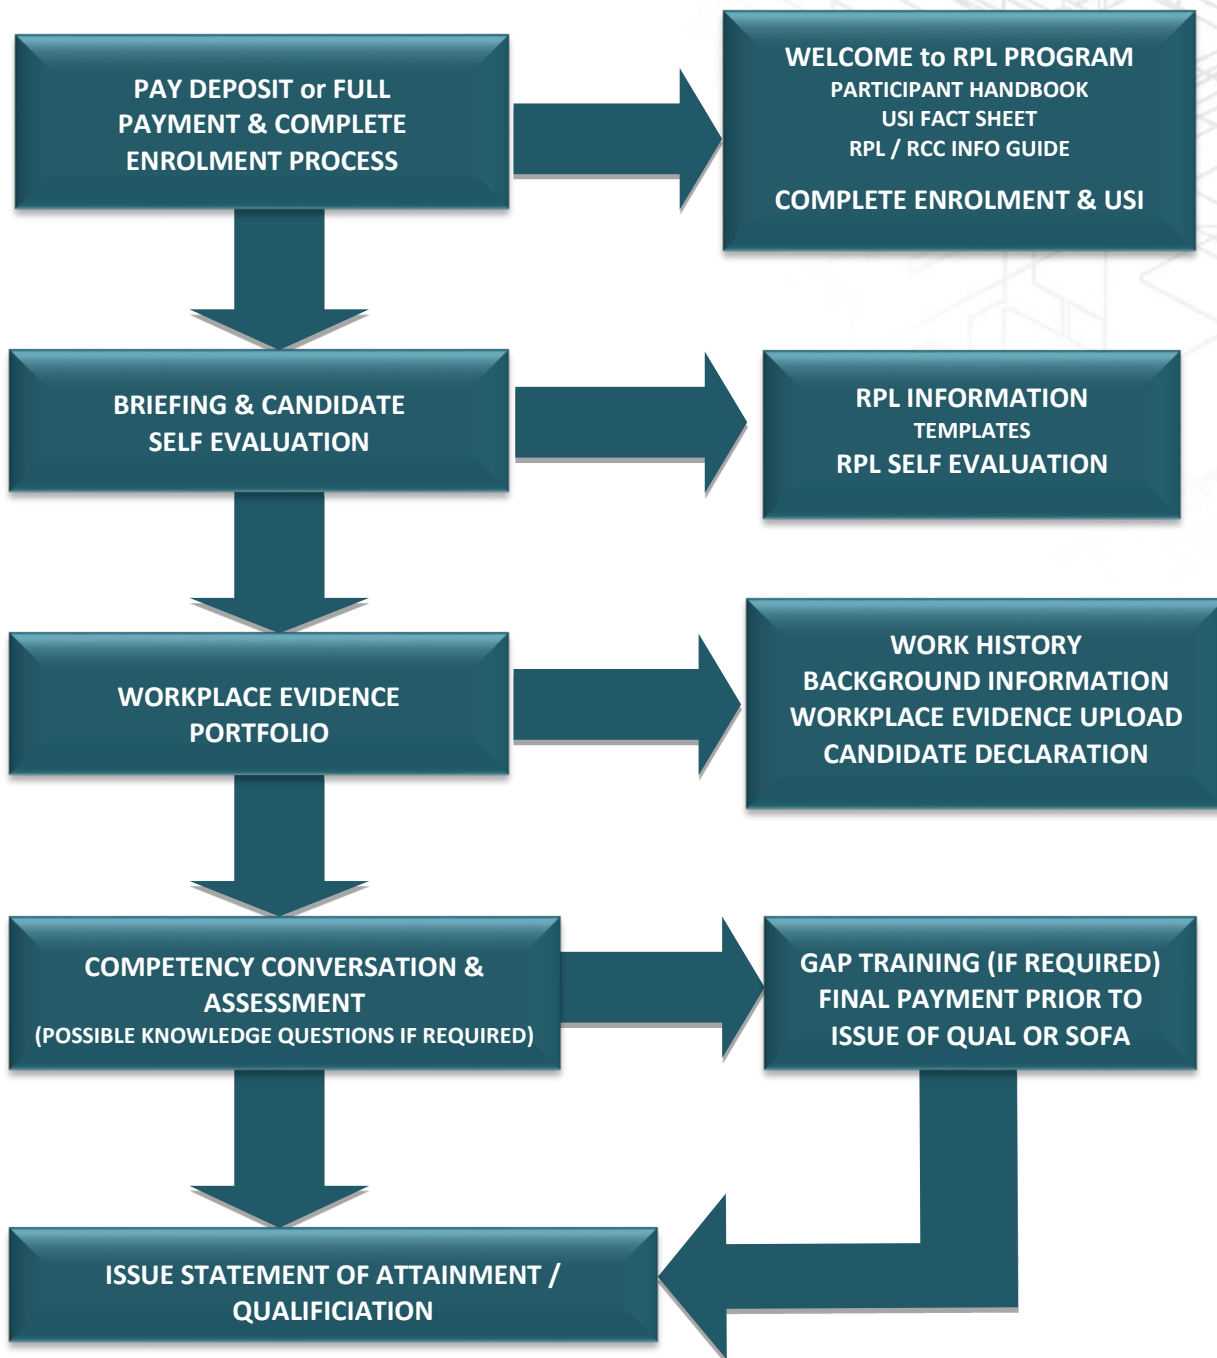 PAY DEPOSIT or FULL
PAYMENT & COMPLETE
ENROLMENT PROCESS
WELCOME to RPL PROGRAM
PARTICIPANT HANDBOOK
USI FACT SHEET
RPL / RCC INFO GUIDE
COMPLETE ENROLMENT & USI
BRIEFING & CANDIDATE
SELF EVALUATION
RPL INFORMATION
TEMPLATES
RPL SELF EVALUATION
WORKPLACE EVIDENCE
PORTFOLIO
WORK HISTORY
BACKGROUND INFORMATION
WORKPLACE EVIDENCE UPLOAD
CANDIDATE DECLARATION
COMPETENCY CONVERSATION &
ASSESSMENT
(POSSIBLE KNOWLEDGE QUESTIONS IF REQUIRED)
GAP TRAINING (IF REQUIRED)
FINAL PAYMENT PRIOR TO
ISSUE OF QUAL OR SOFA
ISSUE STATEMENT OF ATTAINMENT /
QUALIFICIATION